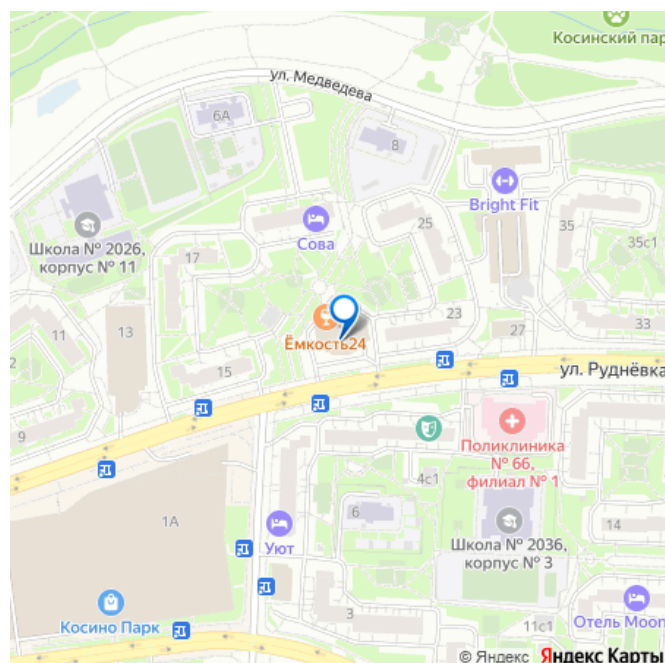 Косинский пар
ул. Медведева
6А
8
Bright Fit
25
35
Школа № 2026,
корпус № 11
Сова
35с1
17
11
13
Ёмкость24
23
27
33
2
15
ул. Руднёвка
9
Поликлиника
№ 66,
филиал № 1
4с1
1А
6
14
Уют
Школа № 2036,
корпус № 3
Косино Парк
3
11с1
Отель Moon
© Яндекс Яндекс Карты